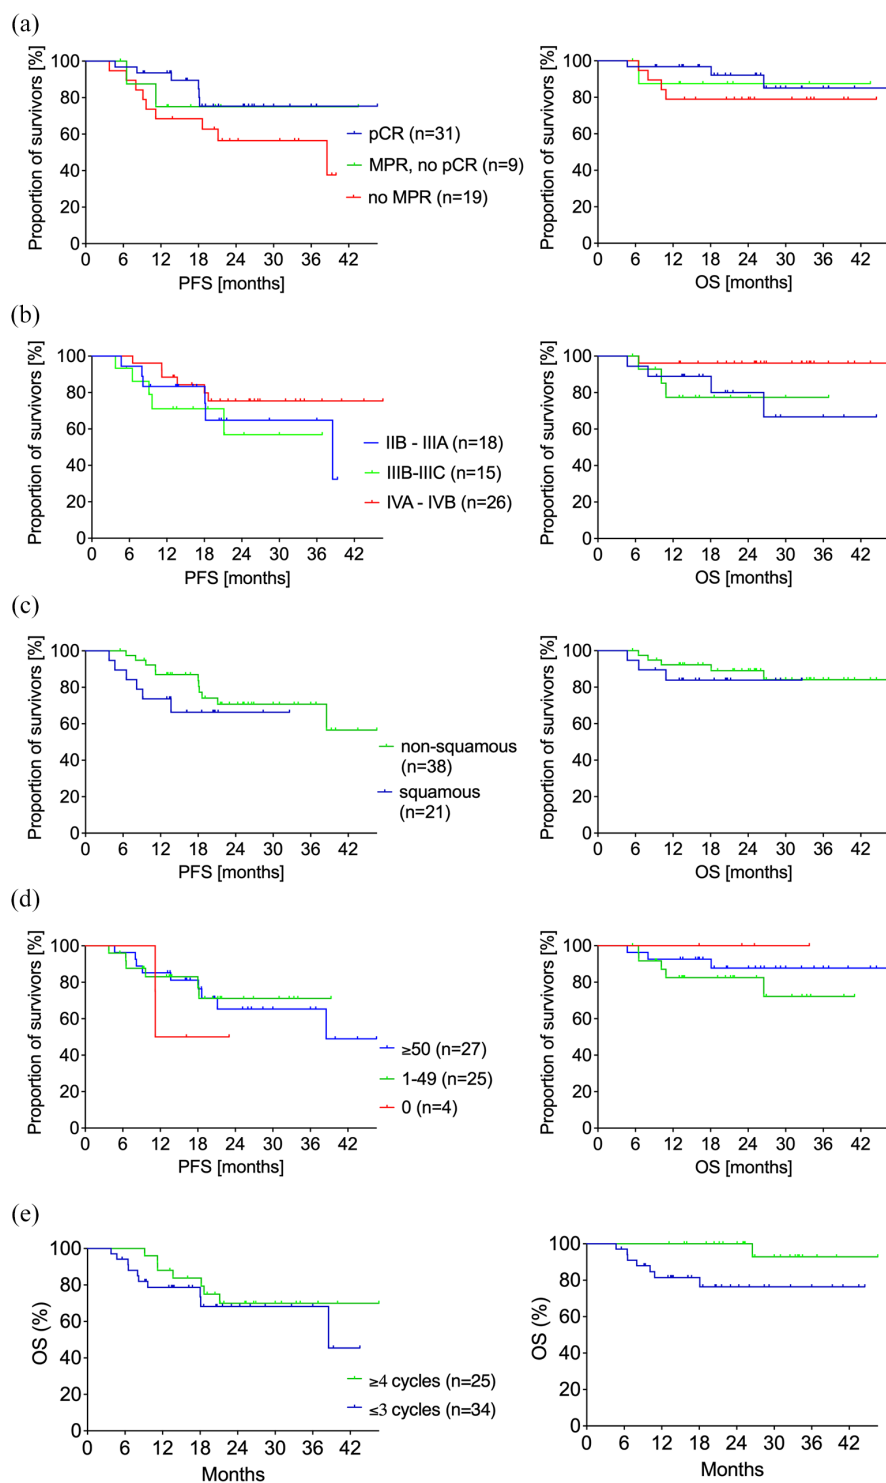 (a)
Proportion of survivors [%]
100
80
60
40
20
0
0 6 12 18 24 30 36 42
PFS [months]
pCR (n=31)
MPR, no pCR (n=9)
no MPR (n=19)
Proportion of survivors [%]
100
80
60
40
20
0
0 6 12 18 24 30 36 42
OS [months]
(b)
Proportion of survivors [%]
100
80
60
40
20
0
0 6 12 18 24 30 36 42
PFS [months]
IIB - IIIA (n=18)
IIIB-IIIC (n=15)
IVA - IVB (n=26)
Proportion of survivors [%]
100
80
60
40
20
0
0 6 12 18 24 30 36 42
OS [months]
(c)
Proportion of survivors [%]
100
80
60
40
20
0
0 6 12 18 24 30 36 42
PFS [months]
non-squamous
(n=38)
squamous
(n=21)
Proportion of survivors [%]
100
80
60
40
20
0
0 6 12 18 24 30 36 42
OS [months]
(d)
Proportion of survivors [%]
100
80
60
40
20
0
0 6 12 18 24 30 36 42
PFS [months]
≥50 (n=27)
1-49 (n=25)
0 (n=4)
Proportion of survivors [%]
100
80
60
40
20
0
0 6 12 18 24 30 36 42
OS [months]
(e)
OS (%)
100
80
60
40
20
0
0 6 12 18 24 30 36 42
Months
≥4 cycles (n=25)
≤3 cycles (n=34)
OS (%)
100
80
60
40
20
0
0 6 12 18 24 30 36 42
Months